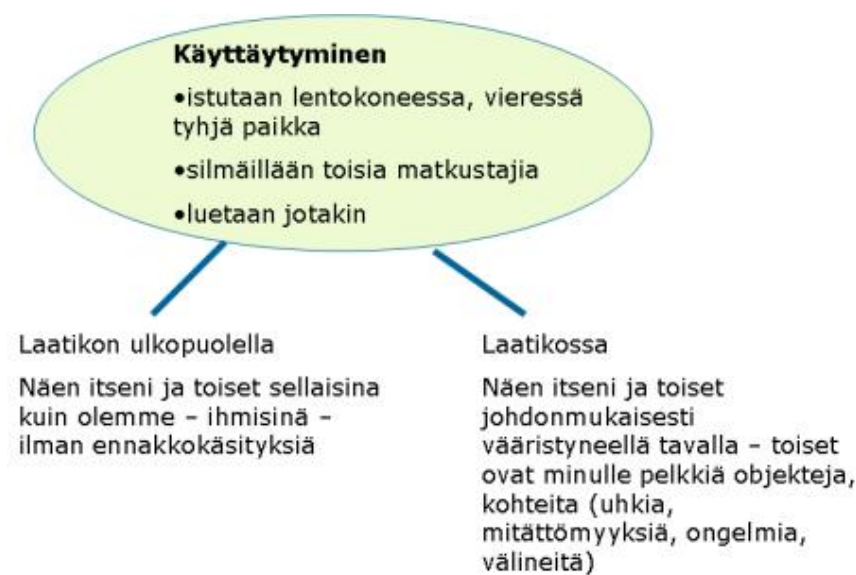 Käyttäytyminen
•istutaan lentokoneessa, vieressä
tyhjä paikka
•silmäillään toisia matkustajia
•luetaan jotakin
Laatikon ulkopuolella
Näen itseni ja toiset sellaisina
kuin olemme – ihmisinä –
ilman ennakkokäsityksiä
Laatikossa
Näen itseni ja toiset
johdonmukaisesti
vääristyneellä tavalla – toiset
ovat minulle pelkkiä objekteja,
kohteita (uhkia,
mitättömyyksiä, ongelmia,
välineitä)